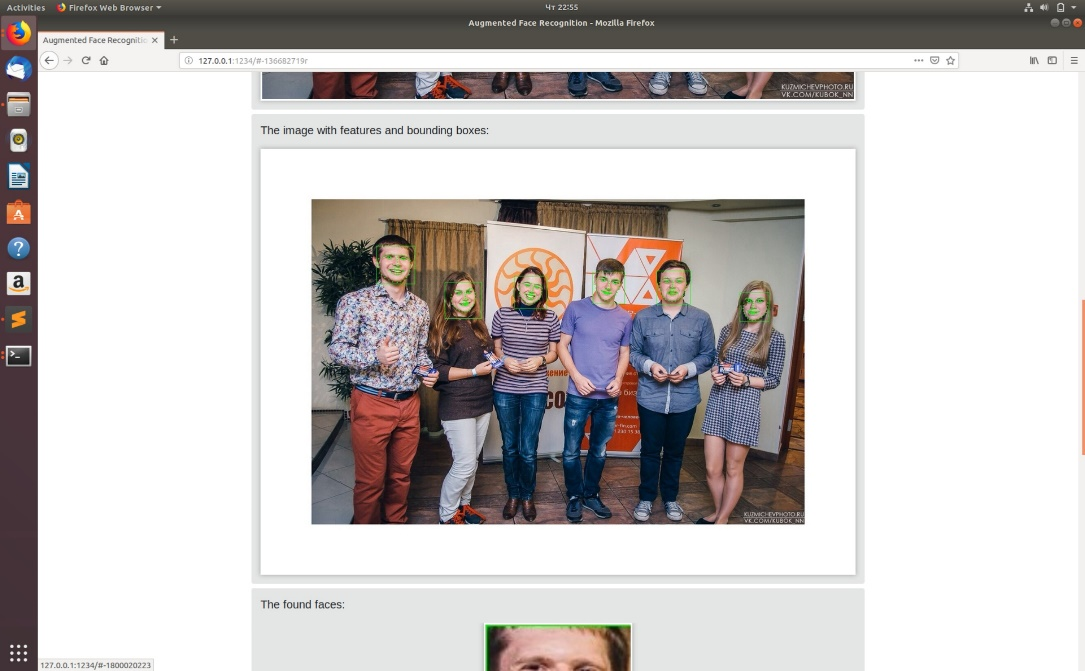 Activities
Firefox Web Browser
Чт 22:55
Augmented Face Recognition - Mozilla Firefox
Augmented Face Recogniti
127.0.0.1:1234/#-136682719r
KUZMICHEVPHOTO.RU
VK.COM/KUBOK_NN
The image with features and bounding boxes:
KUZMICHEVPHOTO.RU
VK.COM/KUBOK_NN
The found faces:
127.0.0.1:1234/#-1800020223